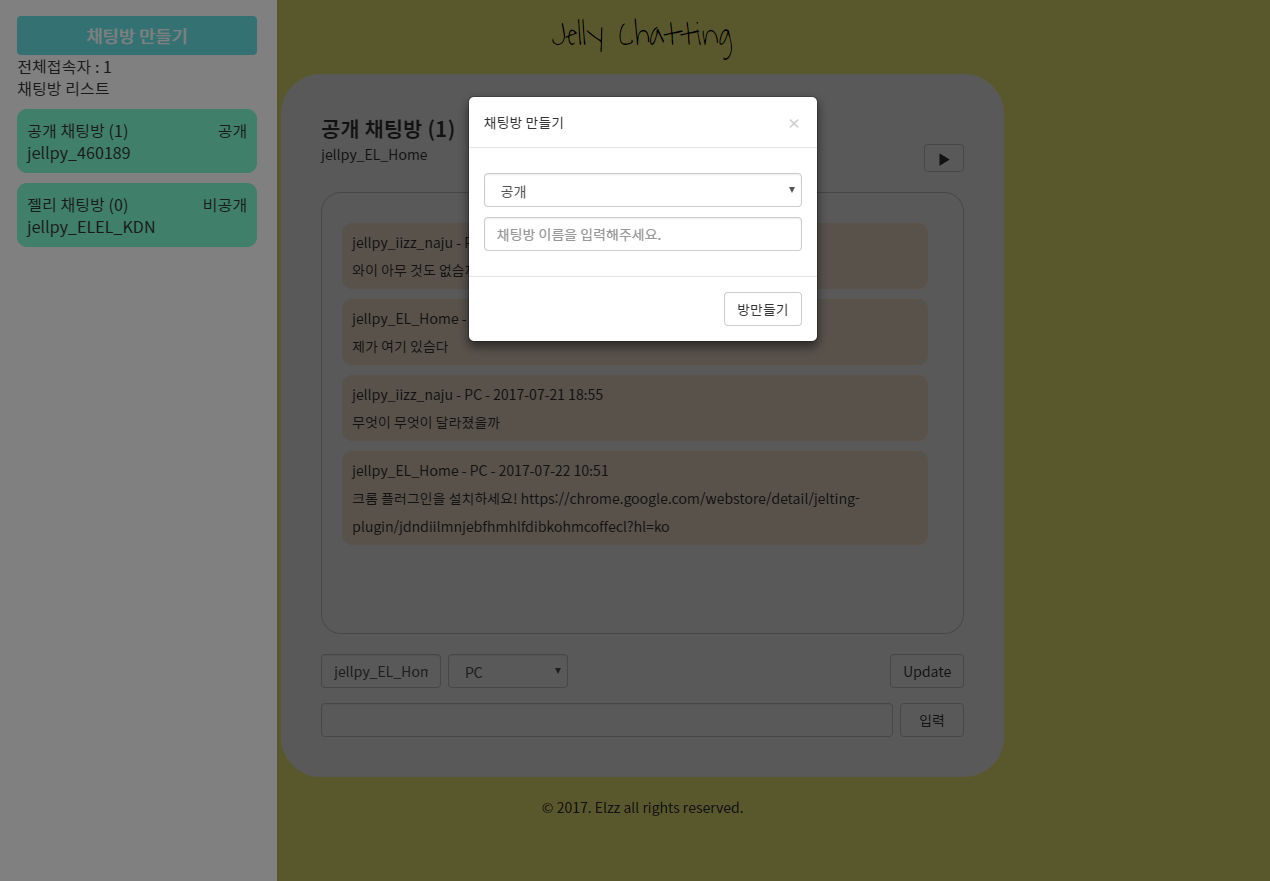 채팅방 만들기
전체접속자 : 1
채팅방 리스트
공개 채팅방 (1) 공개
jellpy_460189
젤리 채팅방 (0) 비공개
jellpy_ELEL_KDN
Jelly Chatting
공개 채팅방 (1)
jellpy_EL_Home
채팅방 만들기 ×
공개
채팅방 이름을 입력해주세요.
방만들기
jellpy_iizz_naju -
와이 아무 것도 없슴
jellpy_EL_Home -
제가 여기 있슴다
jellpy_iizz_naju - PC - 2017-07-21 18:55
무엇이 무엇이 달라졌을까
jellpy_EL_Home - PC - 2017-07-22 10:51
크롬 플러그인을 설치하세요! https://chrome.google.com/webstore/detail/jelting-
plugin/jdndiilmnjebfhmhlfdibkohmcoffecl?hl=ko
jellpy_EL_Hom PC Update
입력
© 2017. Elzz all rights reserved.